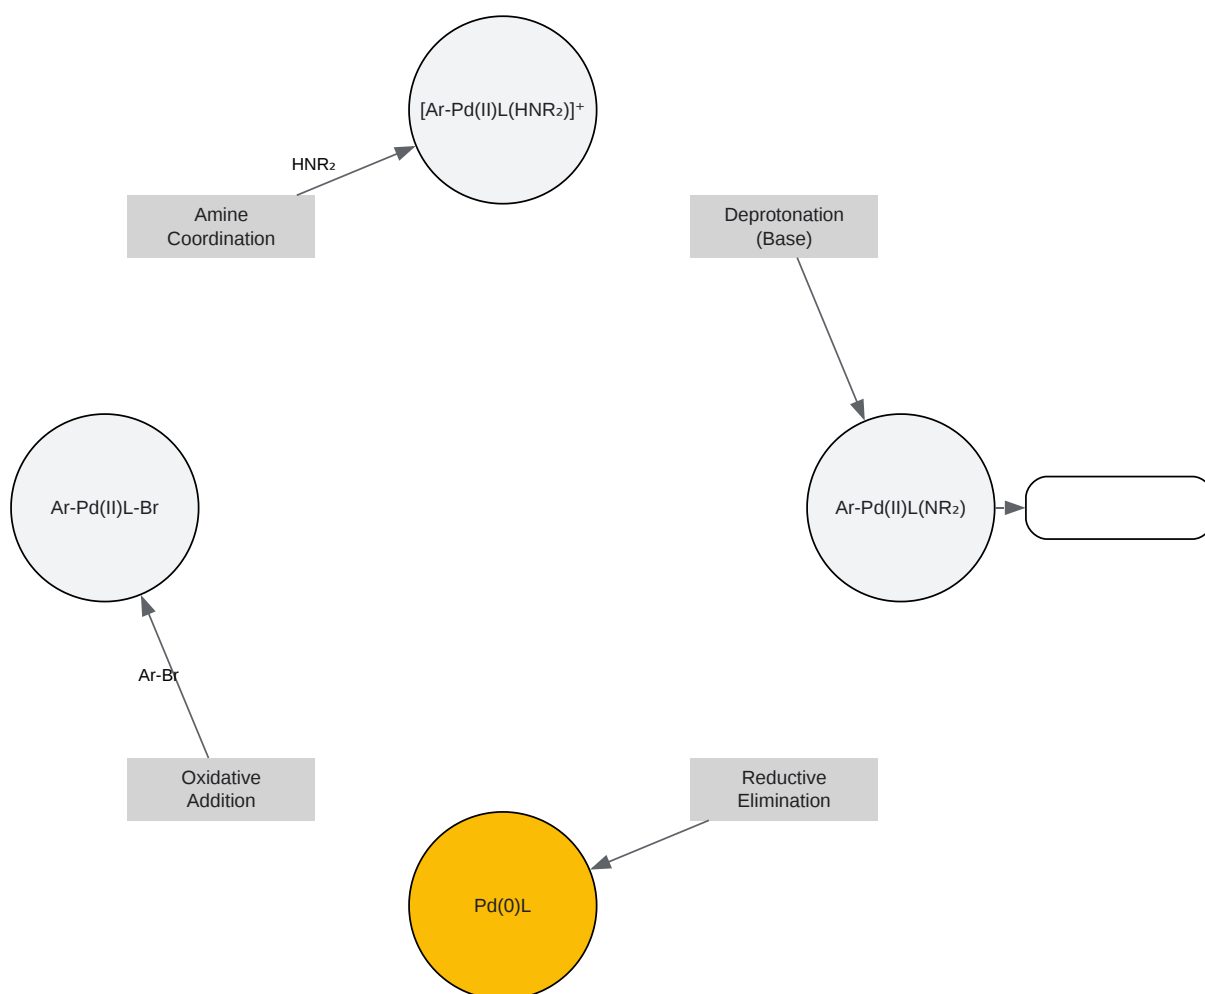 [Ar-Pd(II)L(HNR₂)]⁺
HNR₂
Amine
Coordination
Deprotonation
(Base)
Ar-Pd(II)L-Br
Ar-Pd(II)L(NR₂)
Ar-Br
Oxidative
Addition
Reductive
Elimination
Pd(0)L